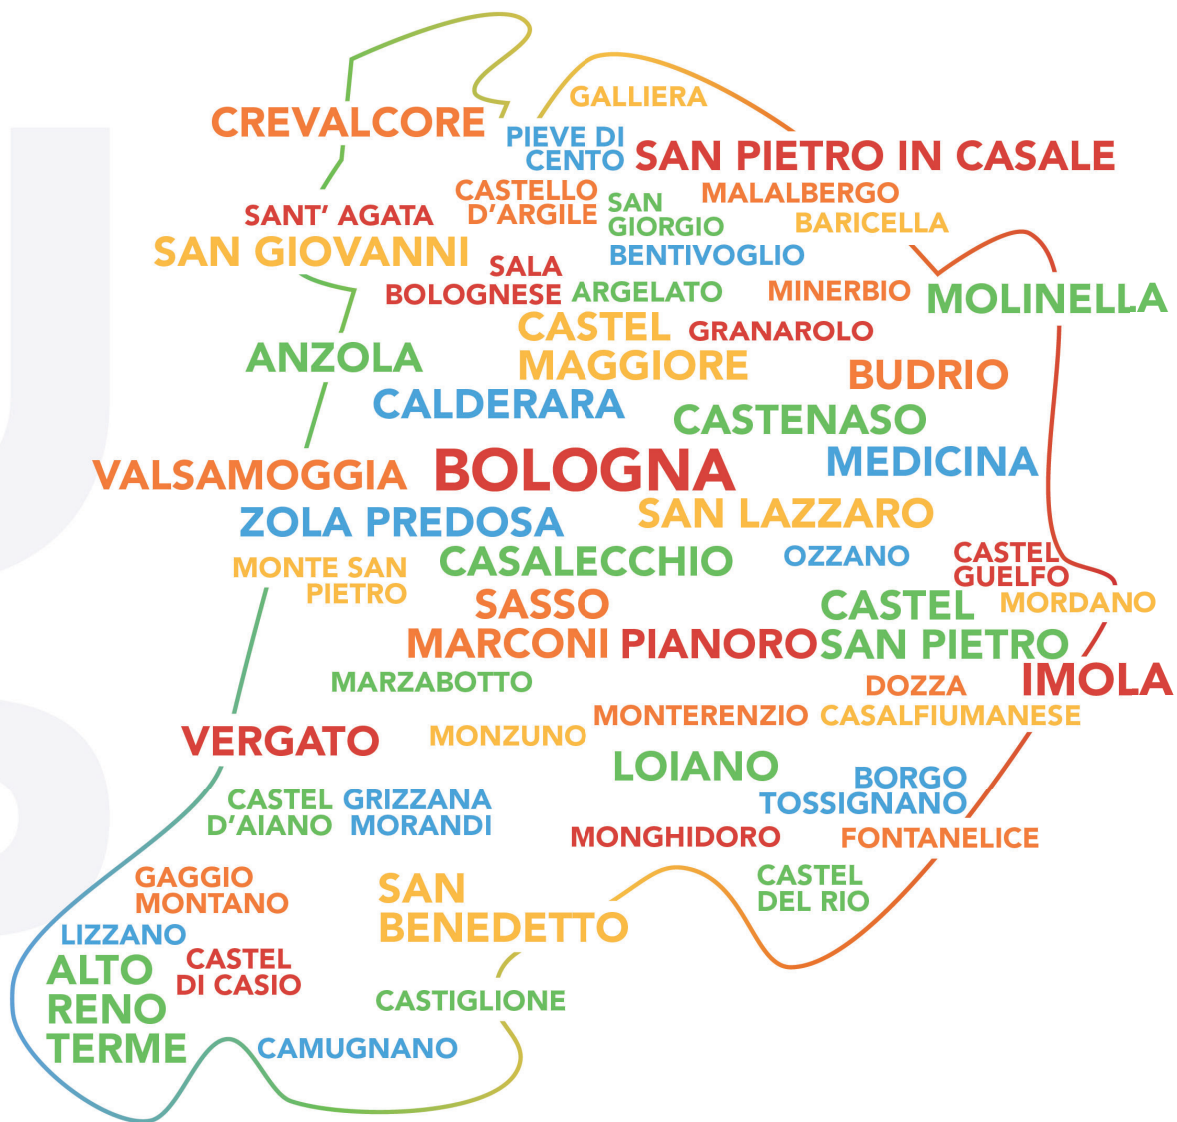 GALLIERA
CREVALCORE
PIEVE DI
CENTO
SAN PIETRO IN CASALE
CASTELLO
D'ARGILE
MALALBERGO
SAN
GIORGIO
SANT' AGATA
BARICELLA
SAN GIOVANNI
BENTIVOGLIO
SALA
BOLOGNESE
ARGELATO
MINERBIO
MOLINELLA
CASTEL
MAGGIORE
GRANAROLO
ANZOLA
BUDRIO
CALDERARA
CASTENASO
VALSAMOGGIA
BOLOGNA
MEDICINA
ZOLA PREDOSA
SAN LAZZARO
MONTE SAN
PIETRO
CASALECCHIO
OZZANO
CASTEL
GUELFO
SASSO
MARCONI
PIANORO
CASTEL
SAN PIETRO
MORDANO
MARZABOTTO
DOZZA
IMOLA
VERGATO
MONZUNO
MONTERENZIO
CASALFIUMANESE
LOIANO
BORGO
TOSSIGNANO
CASTEL
D'AIANO
GRIZZANA
MORANDI
MONGHIDORO
FONTANELICE
GAGGIO
MONTANO
SAN
BENEDETTO
CASTEL
DEL RIO
LIZZANO
CASTEL
DI CASIO
ALTO
RENO
TERME
CASTIGLIONE
CAMUGNANO